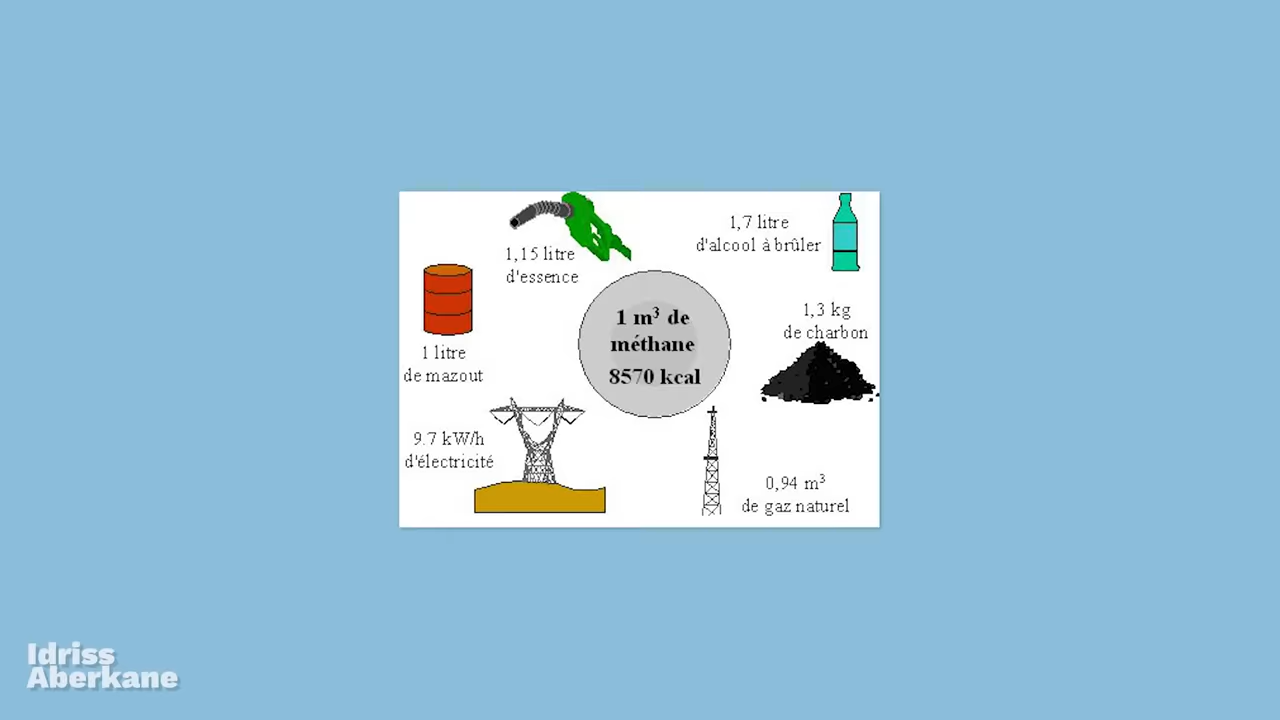 1,15 litre
d'essence
1,7 litre
d'alcool à brûler
1 litre
de mazout
1 m³ de
méthane
8570 kcal
1,3 kg
de charbon
9.7 kW/h
d'électricité
0,94 m³
de gaz naturel
Idriss
Aberkane